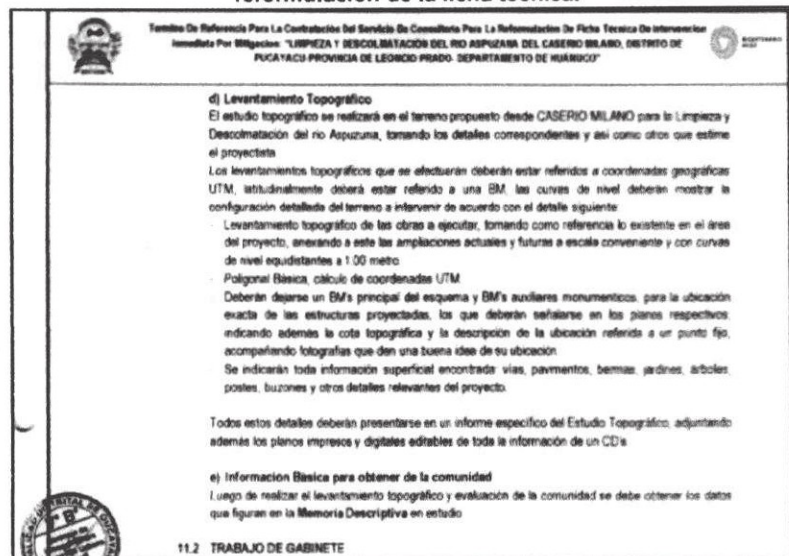 reformulación de la ficha técnica.
Termino De Referencia Para La Contratación Del Servicio De Consultoría Para La Reformulación De Ficha Técnica De Intervención
Inmediata Por Mitigacion: "LIMPIEZA Y DESCOLMATACIÓN DEL RIO ASPUZANA DEL CASERIO MILANO, DISTRITO DE
PUCAYACU-PROVINCIA DE LEONCIO PRADO- DEPARTAMENTO DE HUÁNUCO"
BICENTENARIO
d) Levantamiento Topográfico
El estudio topográfico se realizará en el terreno propuesto desde CASERIO MILANO para la Limpieza y
Descolmatación del rio Aspuzuna, tomando los detalles correspondientes y asi como otros que estime
el proyectista
Los levantamientos topográficos que se efectuarán deberán estar referidos a coordenadas geográficas
UTM, latitudinalmente deberá estar referido a una BM, las curvas de nivel deberán mostrar la
configuración detallada del terreno a intervenir de acuerdo con el detalle siguiente:
- Levantamiento topográfico de las obras a ejecutar, tomando como referencia lo existente en el área
del proyecto, anexando a este las ampliaciones actuales y futuras a escala conveniente y con curvas
de nivel equidistantes a 1.00 metro
- Poligonal Básica, cálculo de coordenadas UTM
- Deberán dejarse un BM's principal del esquema y BM's auxiliares monumenticos, para la ubicación
exacta de las estructuras proyectadas, los que deberán señalarse en los planos respectivos,
indicando además la cota topográfica y la descripción de la ubicación referida a un punto fijo,
acompañando fotografías que den una buena idea de su ubicación
Se indicarán toda información superficial encontrada: vías, pavimentos, bermas, jardines, árboles,
postes, buzones y otros detalles relevantes del proyecto.
Todos estos detalles deberán presentarse en un informe específico del Estudio Topográfico, adjuntando
además los planos impresos y digitales editables de toda la información de un CD's
e) Información Básica para obtener de la comunidad
Luego de realizar el levantamiento topográfico y evaluación de la comunidad se debe obtener los datos
que figuran en la Memoria Descriptiva en estudio
11.2 TRABAJO DE GABINETE